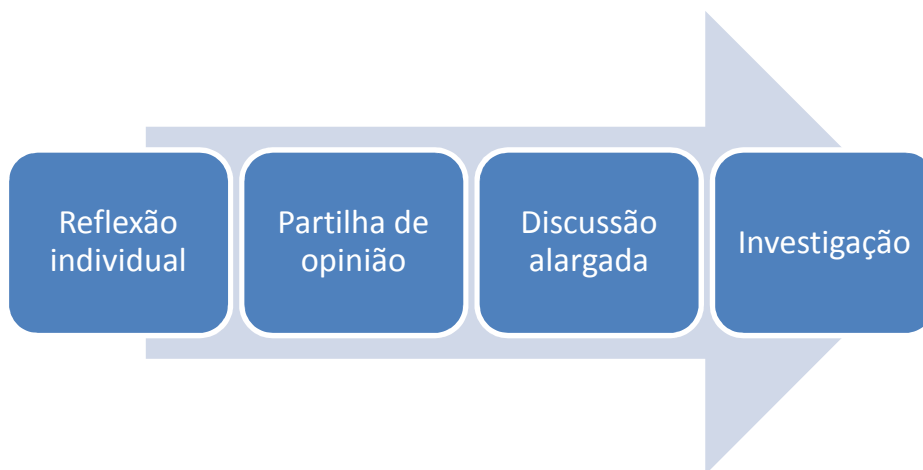 Reflexão
individual
Partilha de
opinião
Discussão
alargada
Investigação